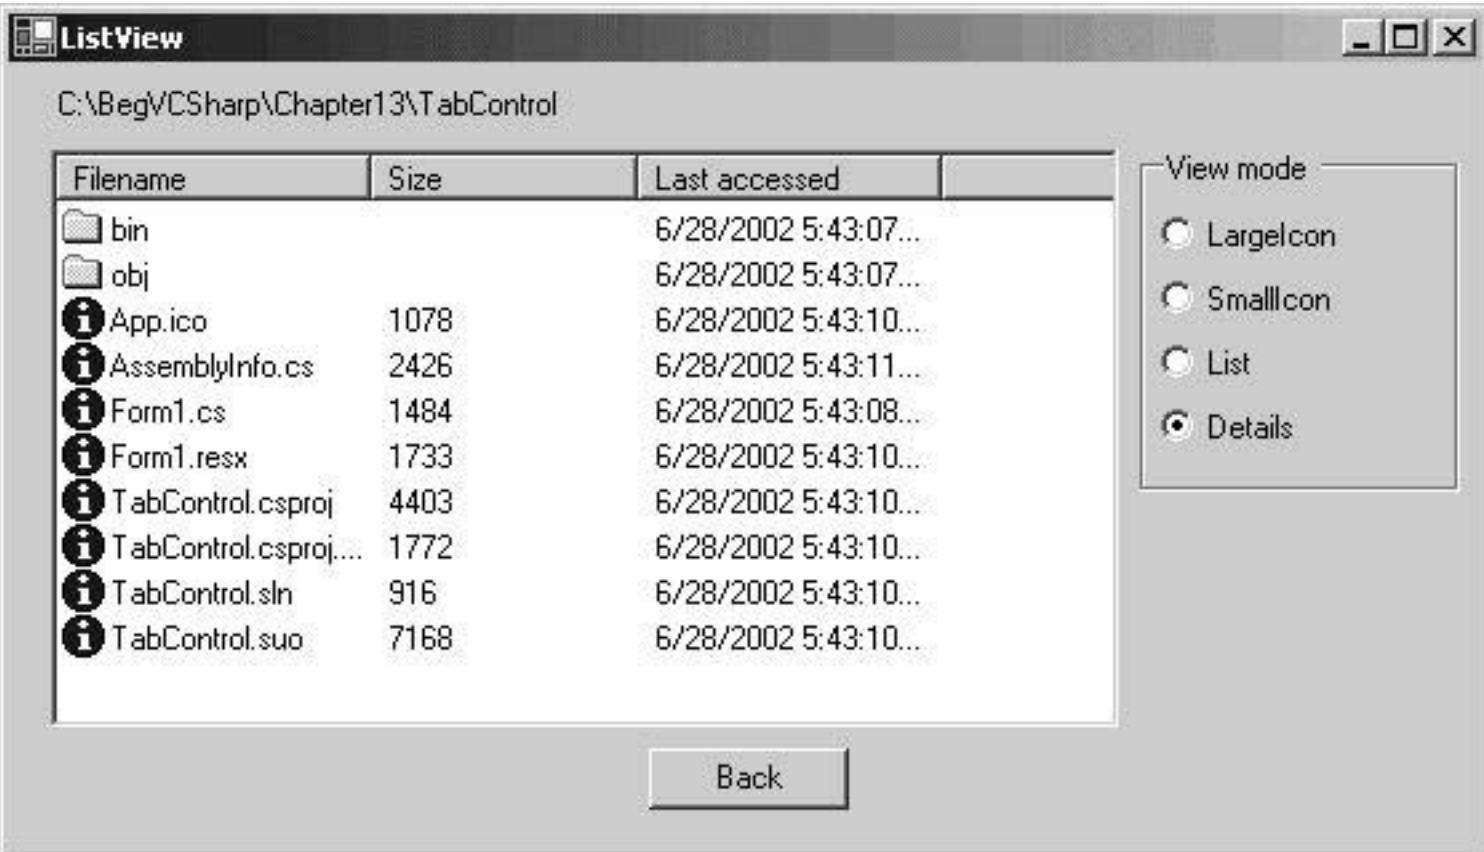 ListView
C:\BegVCSharp\Chapter13\TabControl
Filename Size Last accessed
bin 6/28/2002 5:43:07...
obj 6/28/2002 5:43:07...
App.ico 1078 6/28/2002 5:43:10...
AssemblyInfo.cs 2426 6/28/2002 5:43:11...
Form1.cs 1484 6/28/2002 5:43:08...
Form1.resx 1733 6/28/2002 5:43:10...
TabControl.csproj 4403 6/28/2002 5:43:10...
TabControl.csproj.... 1772 6/28/2002 5:43:10...
TabControl.sln 916 6/28/2002 5:43:10...
TabControl.suo 7168 6/28/2002 5:43:10...
View mode
LargeIcon
SmallIcon
List
Details
Back